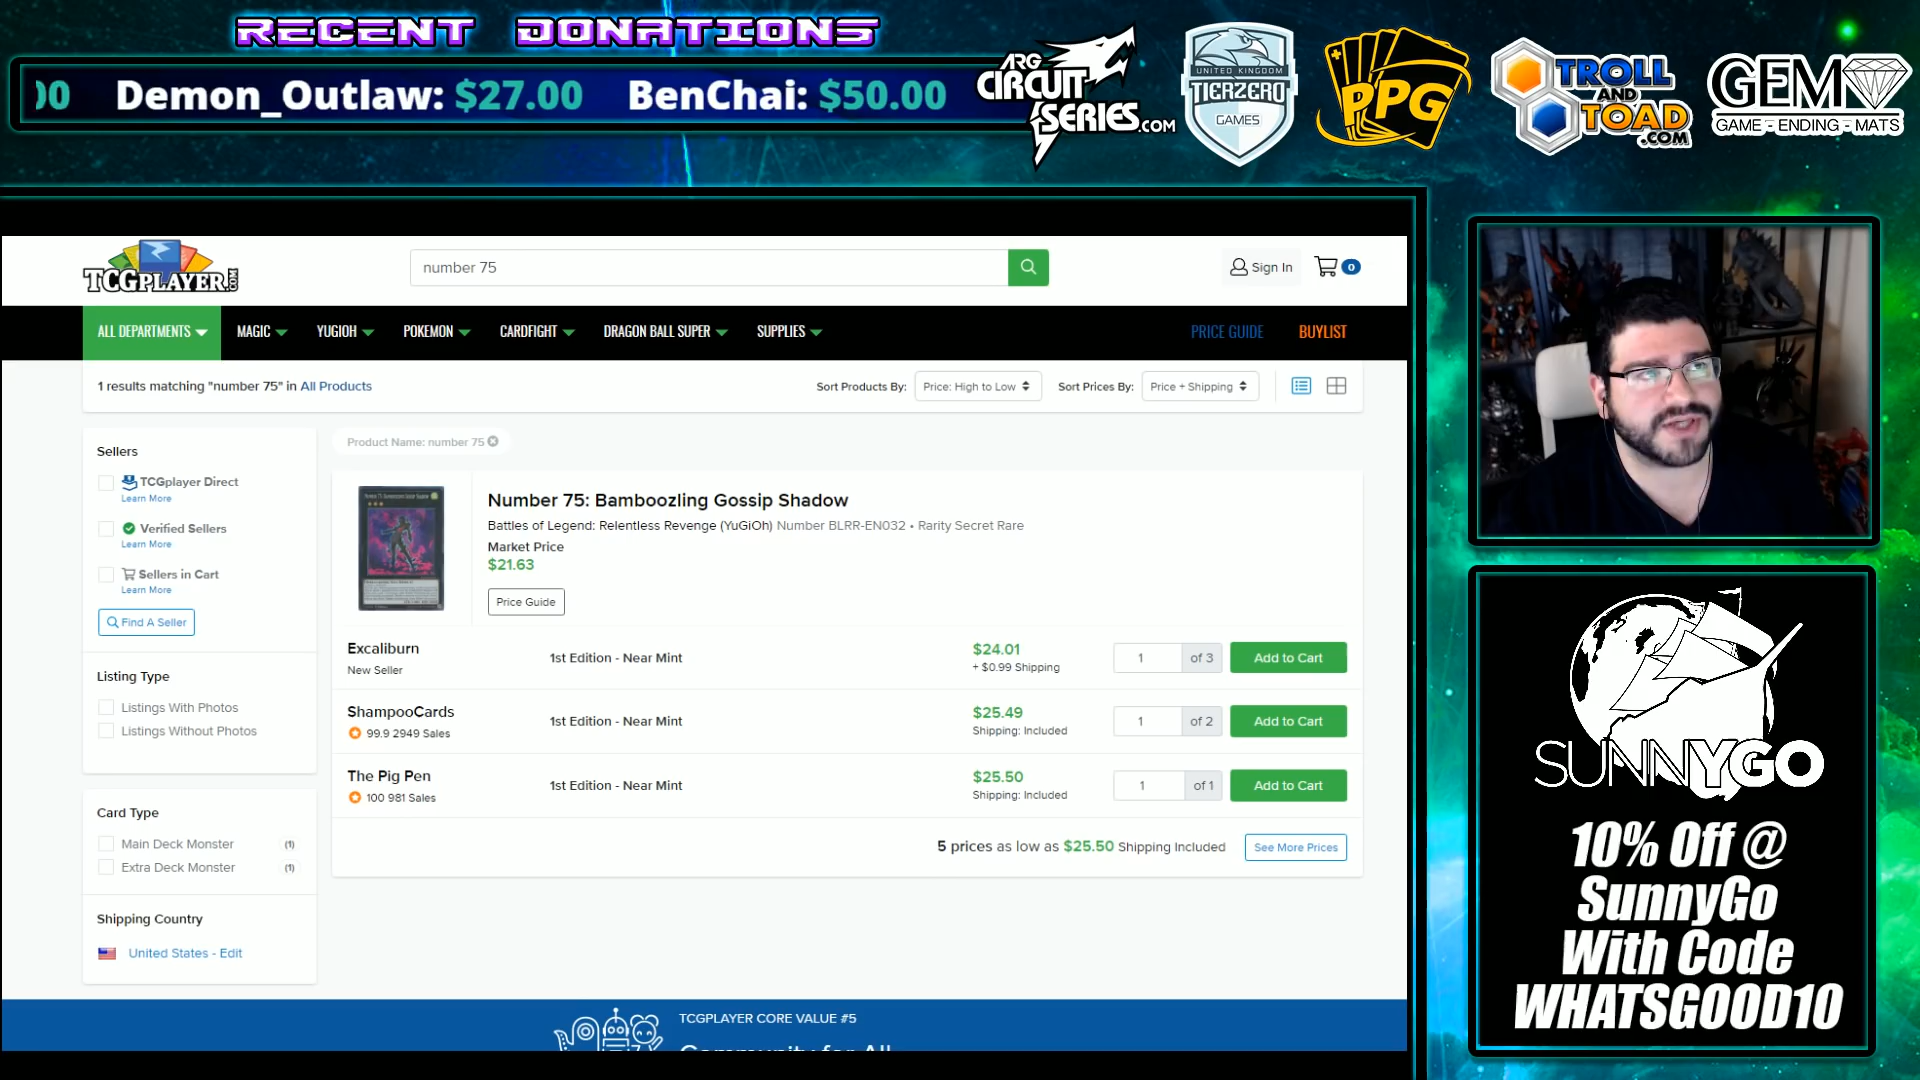 RECENT DONATIONS
00 Demon_Outlaw: $27.00 BenChai: $50.00
ARG
CIRCUIT
SERIES.COM
UNITED KINGDOM
TIERZERO
GAMES
PPG
TROLL
AND
TOAD
.COM
GEM
GAME - ENDING - MATS
TCGPLAYER.COM
number 75
Sign In
0
ALL DEPARTMENTS
MAGIC
YUGIOH
POKEMON
CARDFIGHT
DRAGON BALL SUPER
SUPPLIES
PRICE GUIDE
BUYLIST
1 results matching "number 75" in All Products
Sort Products By: Price: High to Low
Sort Prices By: Price + Shipping
Sellers
TCGplayer Direct
Learn More
Verified Sellers
Learn More
Sellers in Cart
Learn More
Find A Seller
Listing Type
Listings With Photos
Listings Without Photos
Card Type
Main Deck Monster (1)
Extra Deck Monster (1)
Shipping Country
United States - Edit
Product Name: number 75
Number 75: Bamboozling Gossip Shadow
Battles of Legend: Relentless Revenge (YuGiOh) Number BLRR-EN032 • Rarity Secret Rare
Market Price
$21.63
Price Guide
Excaliburn
New Seller
1st Edition - Near Mint
$24.01
+ $0.99 Shipping
1 of 3
Add to Cart
ShampooCards
99.9 2949 Sales
1st Edition - Near Mint
$25.49
Shipping: Included
1 of 2
Add to Cart
The Pig Pen
100 981 Sales
1st Edition - Near Mint
$25.50
Shipping: Included
1 of 1
Add to Cart
5 prices as low as $25.50 Shipping Included
See More Prices
TCGPLAYER CORE VALUE #5
Community for All
SUNNYGO
10% Off @
SunnyGo
With Code
WHATSGOOD10